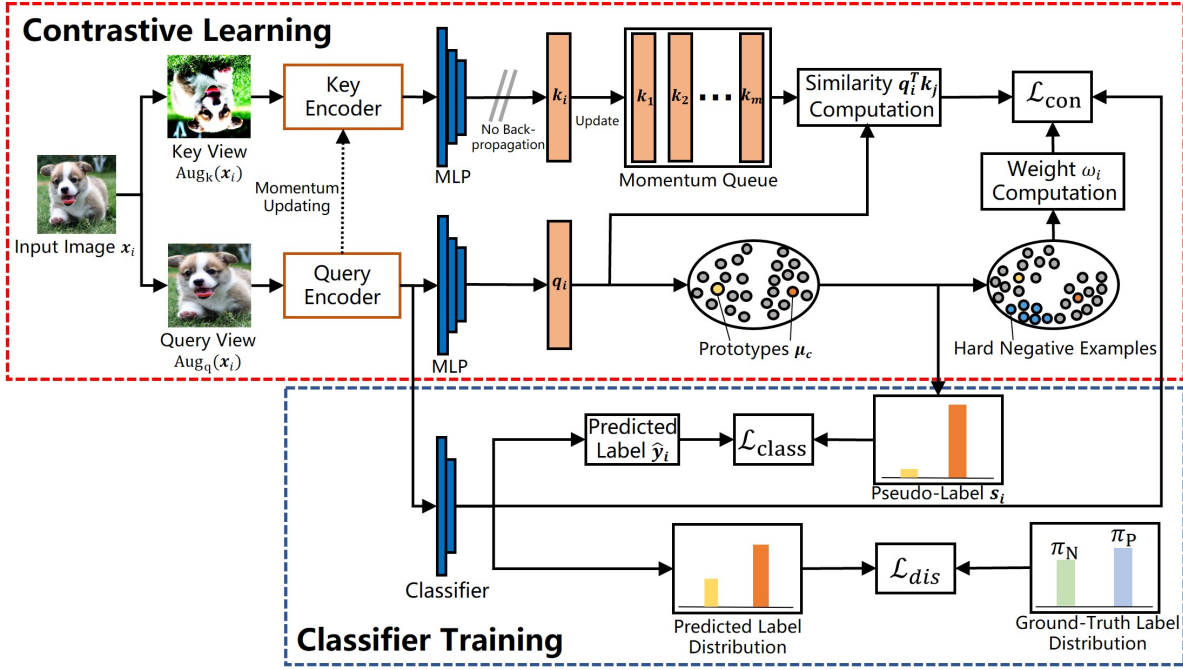 Contrastive Learning
Key
Encoder
No Back-
propagation
k_i
Update
k_1
k_2
...
k_m
Similarity q_i^T k_j
Computation
L_con
Key View
Aug_k(x_i)
MLP
Momentum Queue
Weight ω_i
Computation
Momentum
Updating
Input Image x_i
Query
Encoder
q_i
Query View
Aug_q(x_i)
MLP
Prototypes μ_c
Hard Negative Examples
Predicted
Label ŷ_i
L_class
Pseudo-Label s_i
Classifier
L_dis
π_N
π_P
Predicted Label
Distribution
Ground-Truth Label
Distribution
Classifier Training